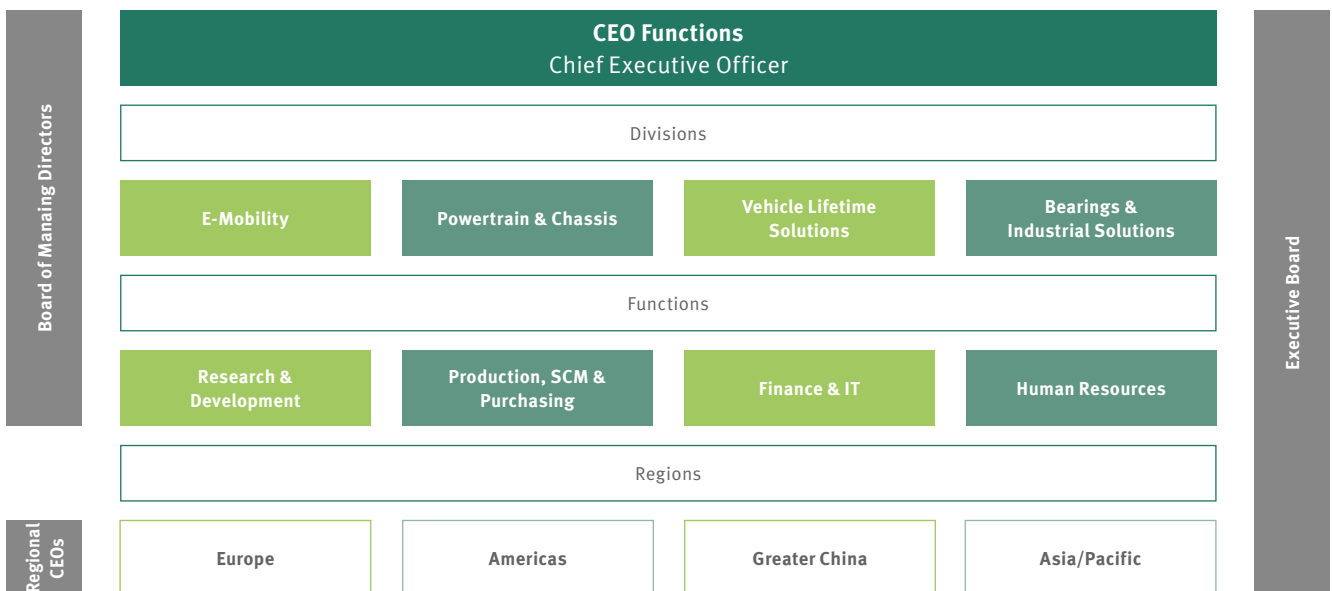 CEO Functions
Chief Executive Officer
Board of Manaing Directors
Executive Board
Divisions
E-Mobility
Powertrain & Chassis
Vehicle Lifetime
Solutions
Bearings &
Industrial Solutions
Functions
Research &
Development
Production, SCM &
Purchasing
Finance & IT
Human Resources
Regions
Regional
CEOs
Europe
Americas
Greater China
Asia/Pacific